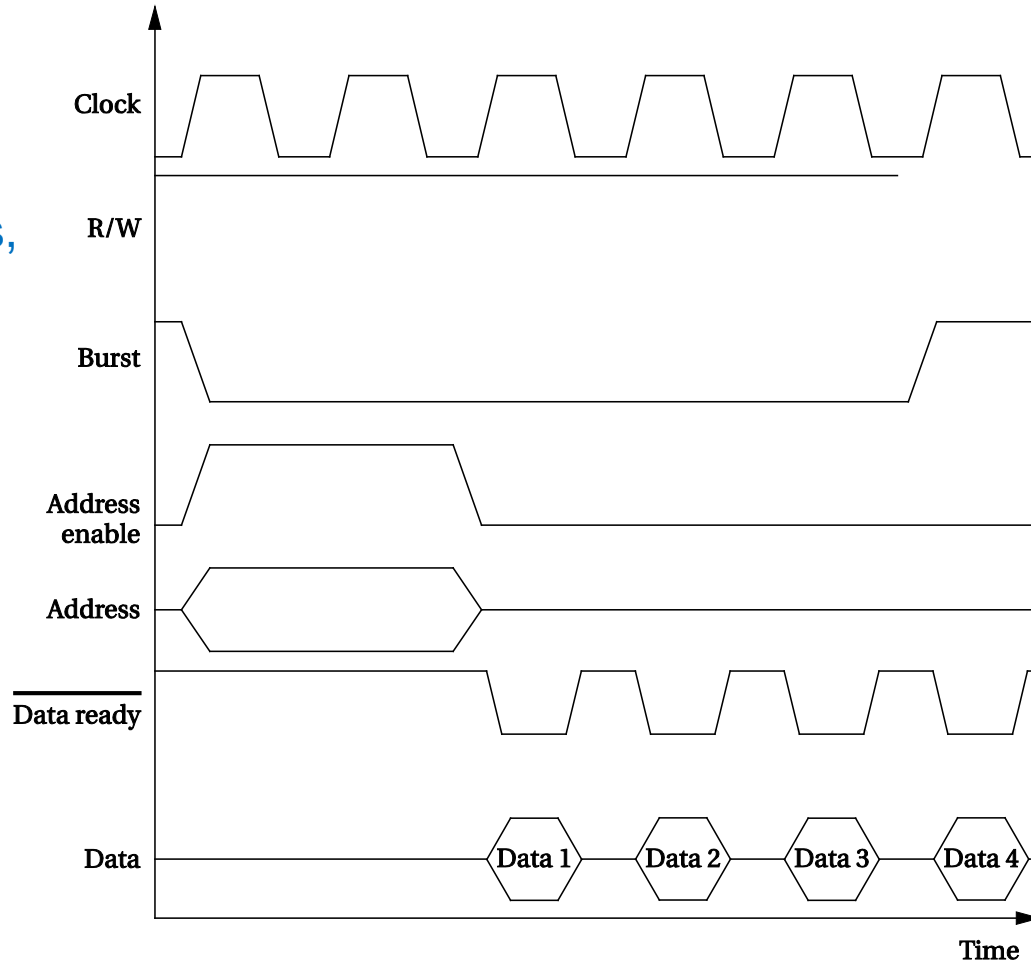 Clock
s,
R/W
Burst
Address
enable
Address
Data ready
Data
Data 1
Data 2
Data 3
Data 4
Time